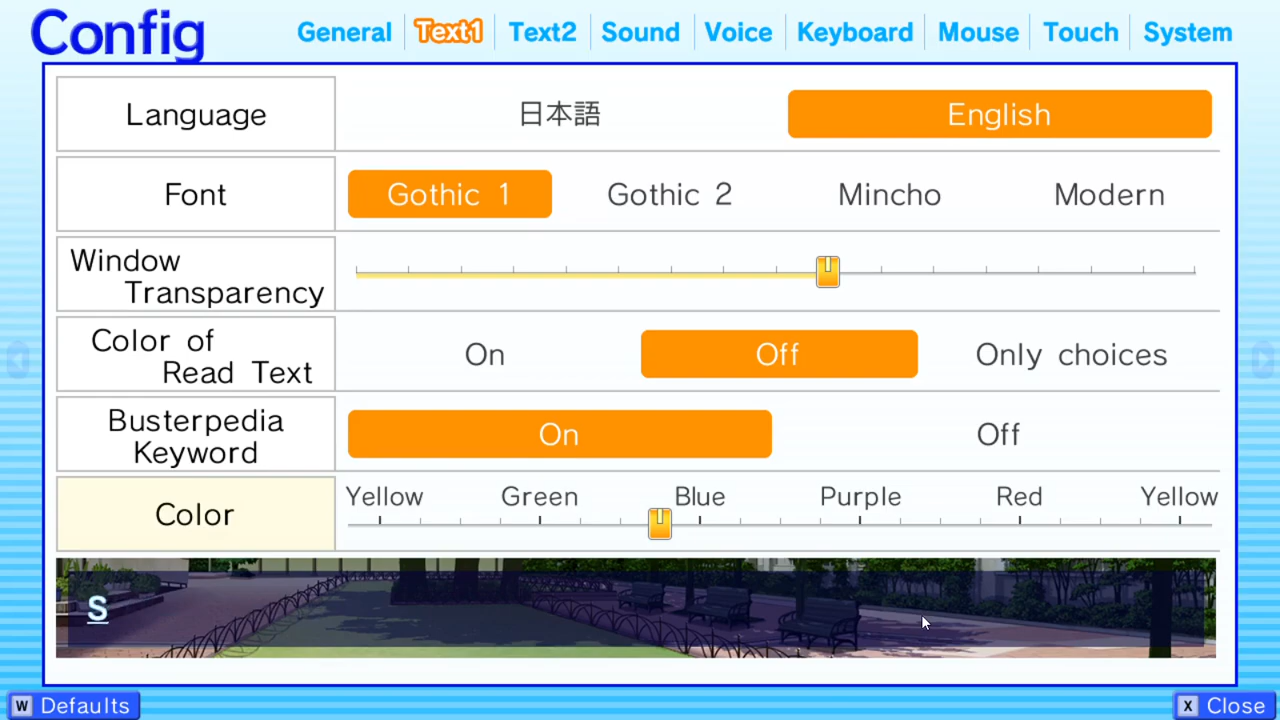 Config
General Text1 Text2 Sound Voice Keyboard Mouse Touch System
Language 日本語 English
Font Gothic 1 Gothic 2 Mincho Modern
Window
Transparency
Color of
Read Text
On Off Only choices
Busterpedia
Keyword
On Off
Color
Yellow Green Blue Purple Red Yellow
S
W Defaults
X Close